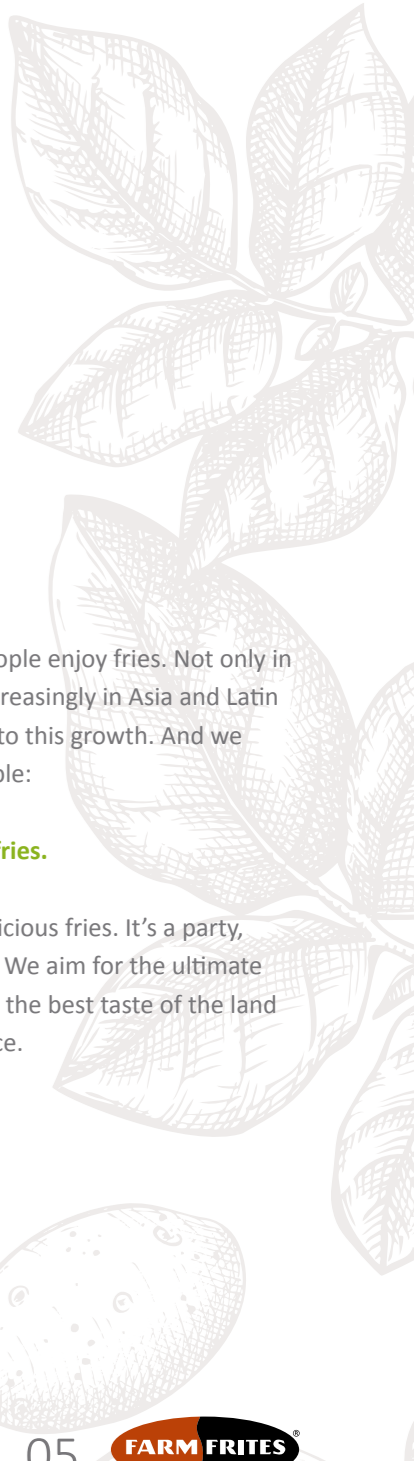 ople enjoy fries. Not only in
creasingly in Asia and Latin
to this growth. And we
ple:
fries.
icious fries. It’s a party,
We aim for the ultimate
the best taste of the land
ce.
05
FARM FRITES®